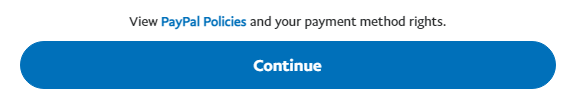 View PayPal Policies and your payment method rights.
Continue